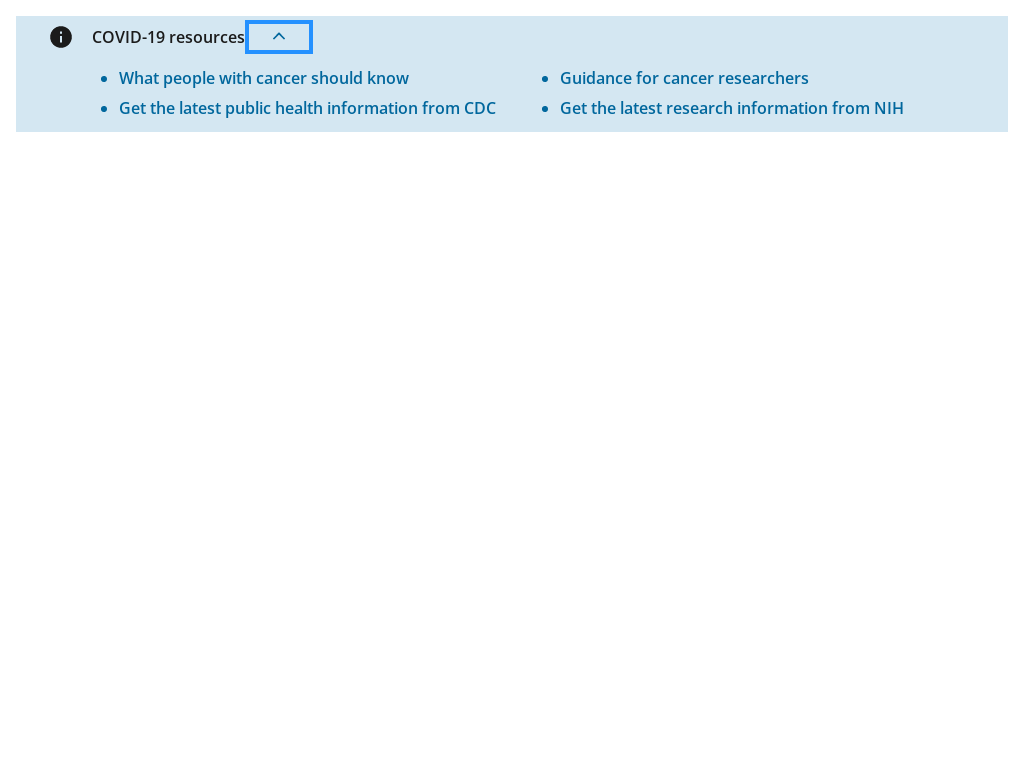 COVID-19 resources
What people with cancer should know
Get the latest public health information from CDC
Guidance for cancer researchers
Get the latest research information from NIH